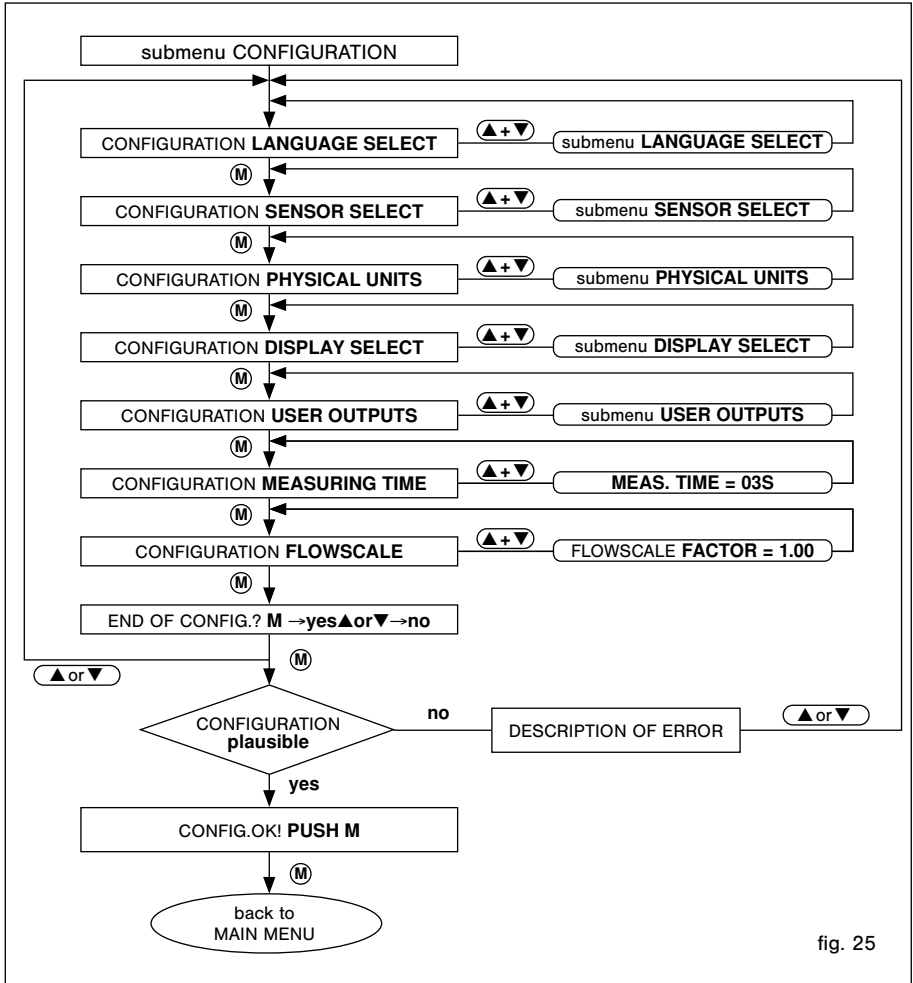 submenu CONFIGURATION
CONFIGURATION LANGUAGE SELECT
▲+▼
submenu LANGUAGE SELECT
M
CONFIGURATION SENSOR SELECT
▲+▼
submenu SENSOR SELECT
M
CONFIGURATION PHYSICAL UNITS
▲+▼
submenu PHYSICAL UNITS
M
CONFIGURATION DISPLAY SELECT
▲+▼
submenu DISPLAY SELECT
M
CONFIGURATION USER OUTPUTS
▲+▼
submenu USER OUTPUTS
M
CONFIGURATION MEASURING TIME
▲+▼
MEAS. TIME = 03S
M
CONFIGURATION FLOWSCALE
▲+▼
FLOWSCALE FACTOR = 1.00
M
END OF CONFIG.? M →yes▲or▼→no
▲ or ▼
M
CONFIGURATION
plausible
no
DESCRIPTION OF ERROR
▲ or ▼
yes
CONFIG.OK! PUSH M
M
back to
MAIN MENU
fig. 25